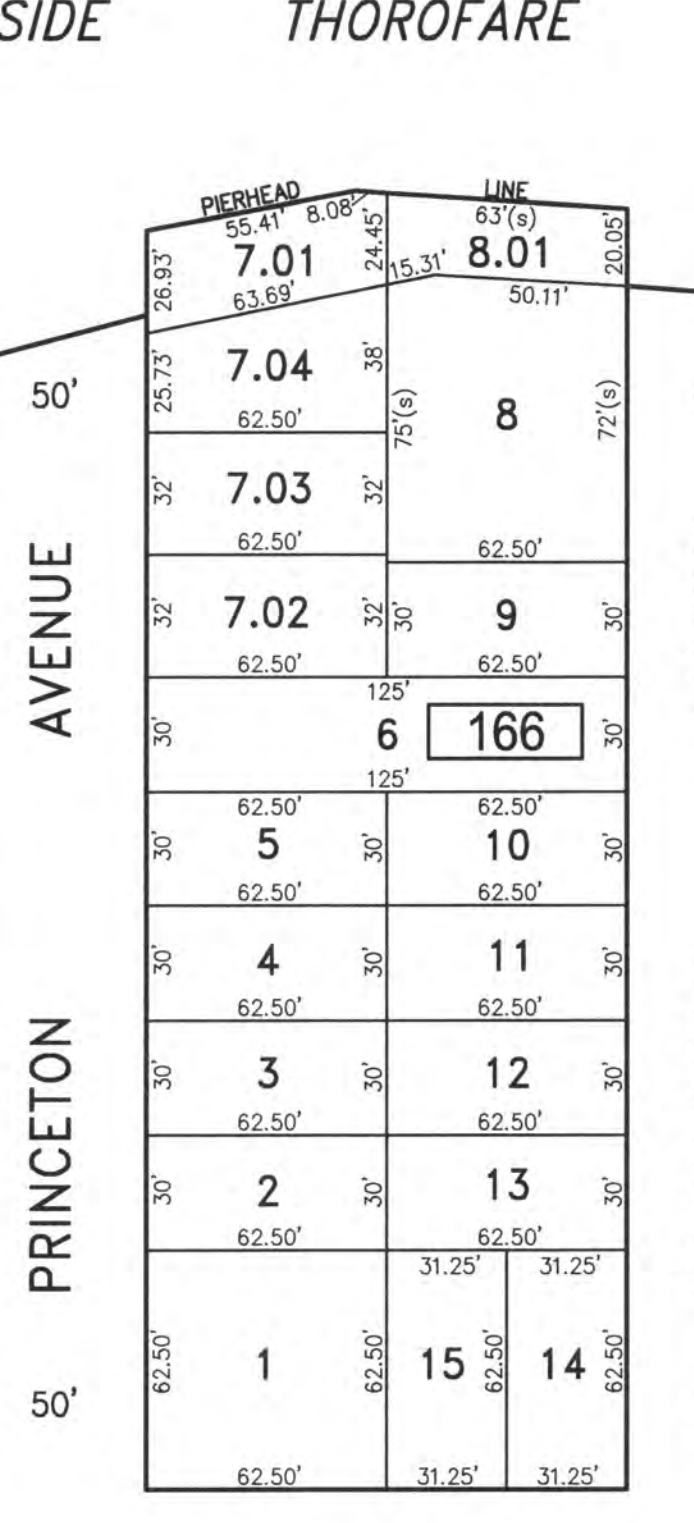 SIDE THOROFARE
PIERHEAD LINE
55.41' 8.08' 63'(s)
26.93' 7.01 24.45' 8.01 20.05'
63.69' 15.31' 50.11'
25.73' 7.04 38'
62.50'
75'(s) 8 72'(s)
50'
32' 7.03 32'
62.50' 62.50'
32' 7.02 32' 30' 9 30'
62.50' 62.50'
AVENUE
125'
30' 6 166 30'
125'
62.50' 62.50'
30' 5 30' 10 30'
62.50' 62.50'
30' 4 30' 11 30'
62.50' 62.50'
30' 3 30' 12 30'
62.50' 62.50'
PRINCETON
30' 2 30' 13 30'
62.50' 62.50'
31.25' 31.25'
62.50' 1 62.50' 15 62.50' 14 62.50'
50'
62.50' 31.25' 31.25'